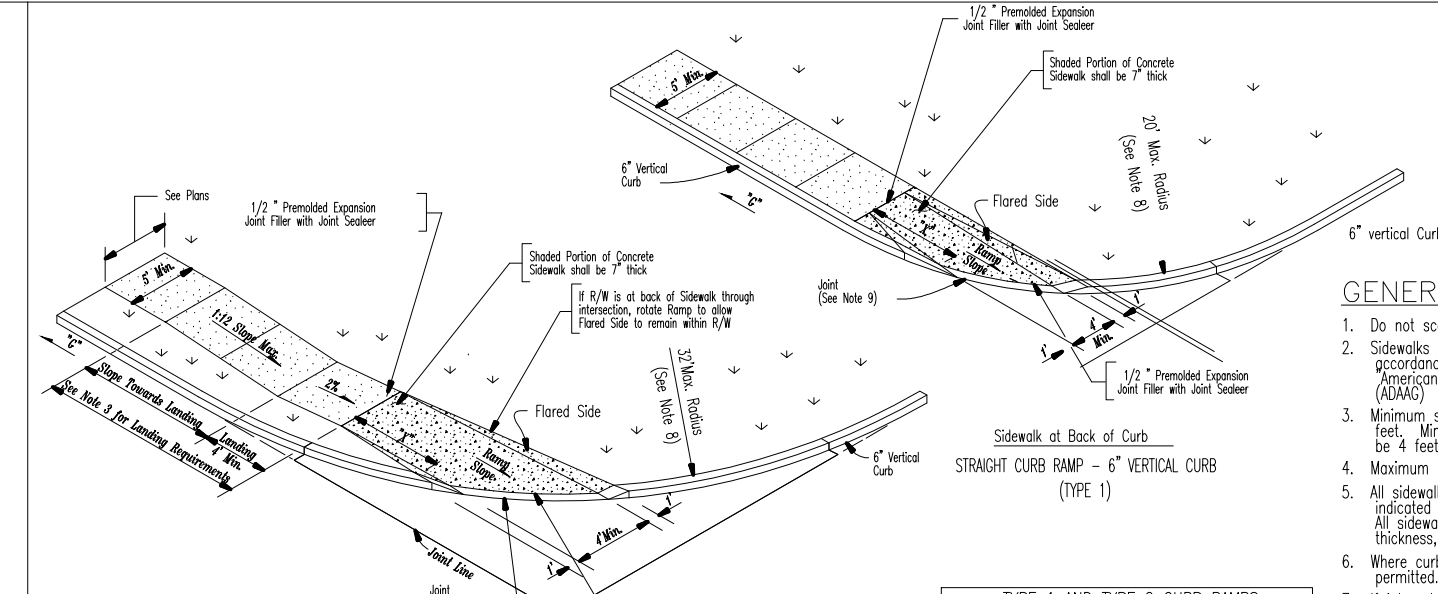 1/2 " Premolded Expansion
Joint Filler with Joint Sealeer
Shaded Portion of Concrete
Sidewalk shall be 7" thick
5' Min.
20' Max. Radius
(See Note 8)
6" Vertical
Curb
"G"
Flared Side
"X"
Ramp
Slope
6" vertical Curb
Joint
(See Note 9)
1'
4'
Min.
1'
1/2 " Premolded Expansion
Joint Filler with Joint Sealeer
Sidewalk at Back of Curb
STRAIGHT CURB RAMP - 6" VERTICAL CURB
(TYPE 1)
See Plans
1/2 " Premolded Expansion
Joint Filler with Joint Sealeer
Shaded Portion of Concrete
Sidewalk shall be 7" thick
If R/W is at back of Sidewalk through
intersection, rotate Ramp to allow
Flared Side to remain within R/W
5' Min.
1:12 Slope Max.
2%
32'Max. Radius
(See Note 8)
"G"
Slope Towards Landing
Landing
4' Min.
See Note 3 for Landing Requirements
Flared Side
"X"
Ramp
Slope
6" Vertical
Curb
1'
4'Min.
1'
Joint Line
Joint
GENER
1. Do not sc
2. Sidewalks
accordanc
"American
(ADAAG)
3. Minimum s
feet. Min
be 4 feet
4. Maximum
5. All sidewal
indicated
All sidewa
thickness,
6. Where curb
permitted.
TYPE 1 AND TYPE 2 CURB RAMPS